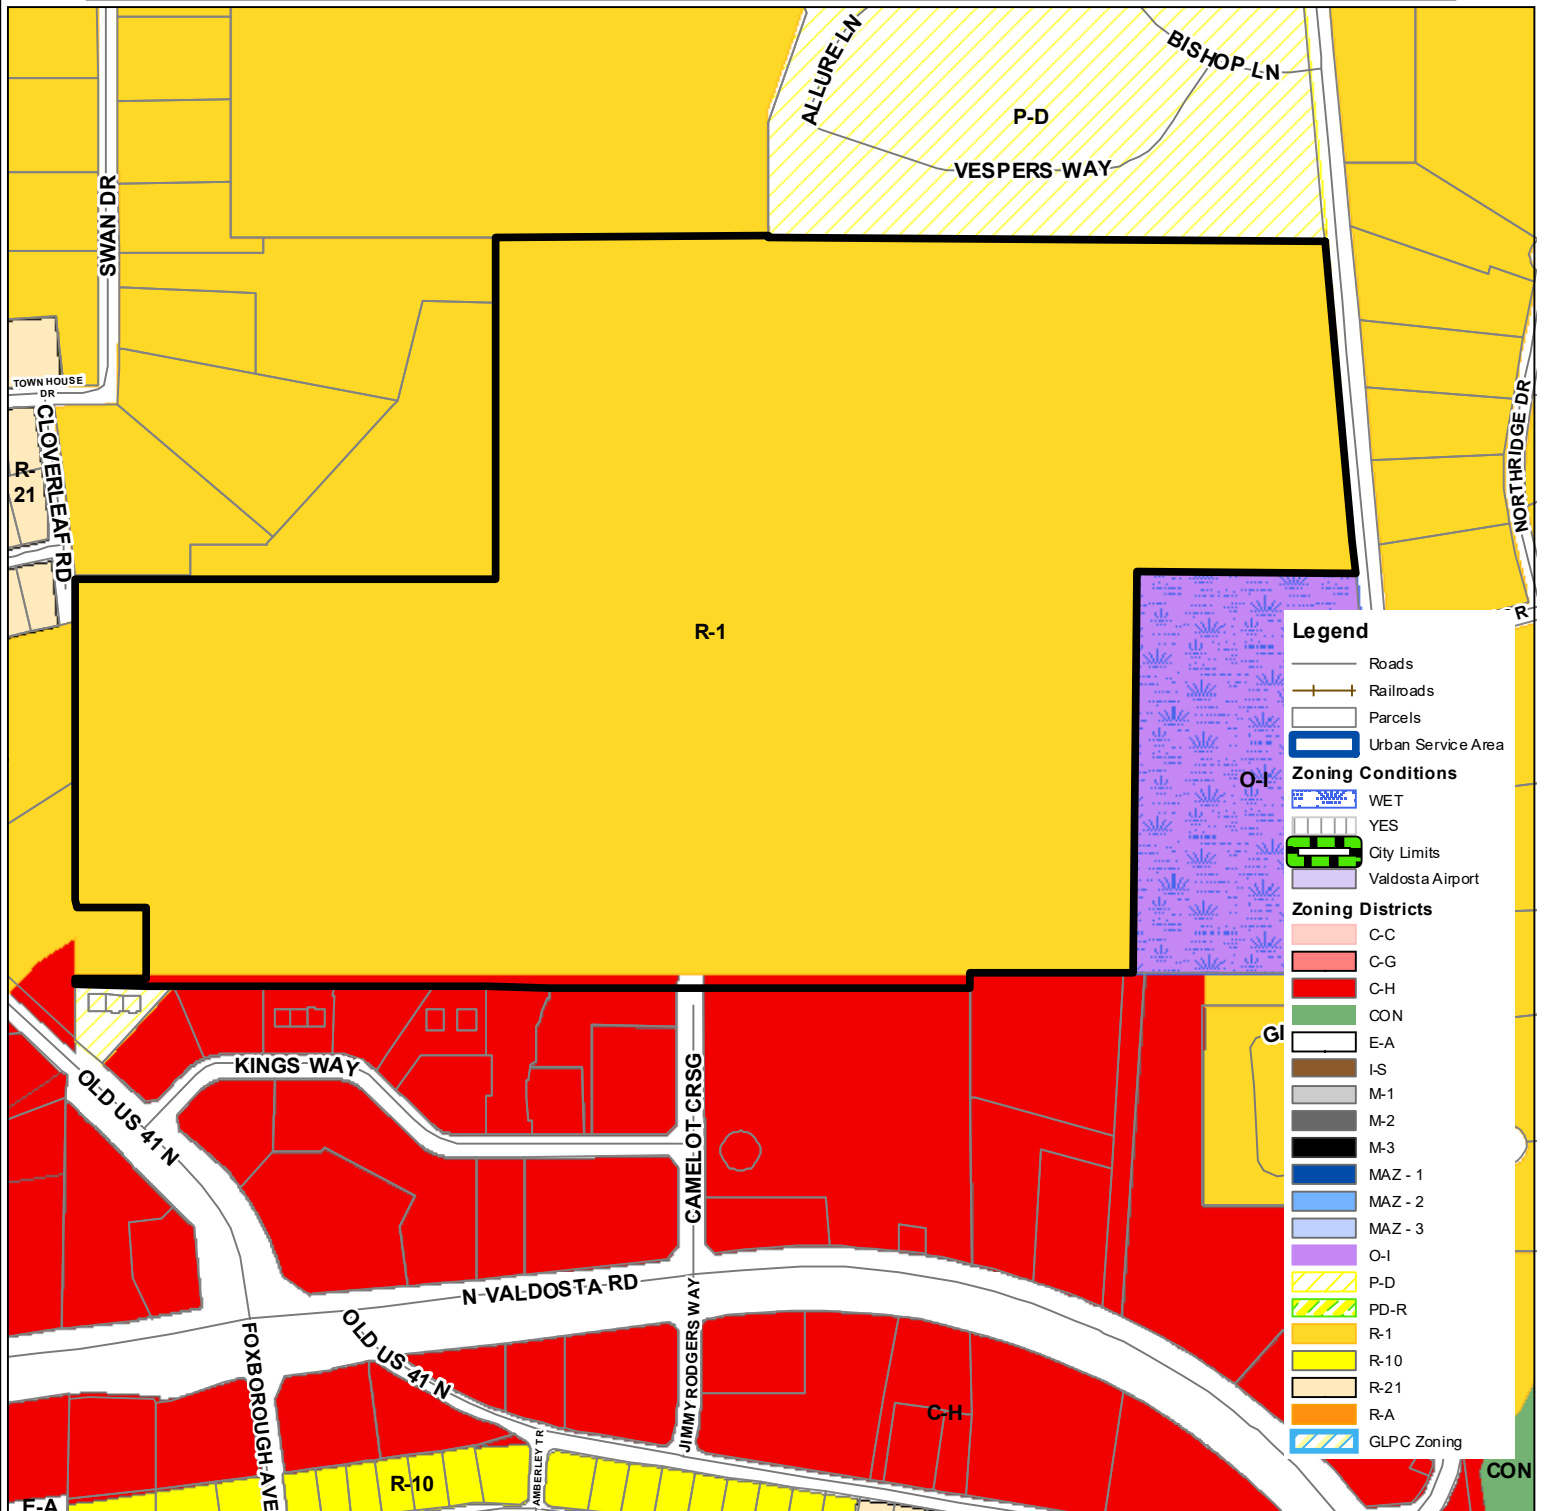 ALLURE LN
BISHOP LN
P-D
VESPERS WAY
SWAN DR
TOWN HOUSE
DR
CLOVERLEAF RD
R-
21
NORTHRIDGE DR
R
R-1
O-I
Legend
Roads
Railroads
Parcels
Urban Service Area
Zoning Conditions
WET
YES
City Limits
Valdosta Airport
Zoning Districts
C-C
C-G
C-H
CON
E-A
I-S
M-1
M-2
M-3
MAZ - 1
MAZ - 2
MAZ - 3
O-I
P-D
PD-R
R-1
R-10
R-21
R-A
GLPC Zoning
KINGS WAY
OLD US 41 N
CAMELOT CRSG
N VALDOSTA RD
OLD US 41 N
FOXBOROUGH AVE
JIMMY RODGERS WAY
AMBERLEY TR
C-H
R-10
E-A
CON